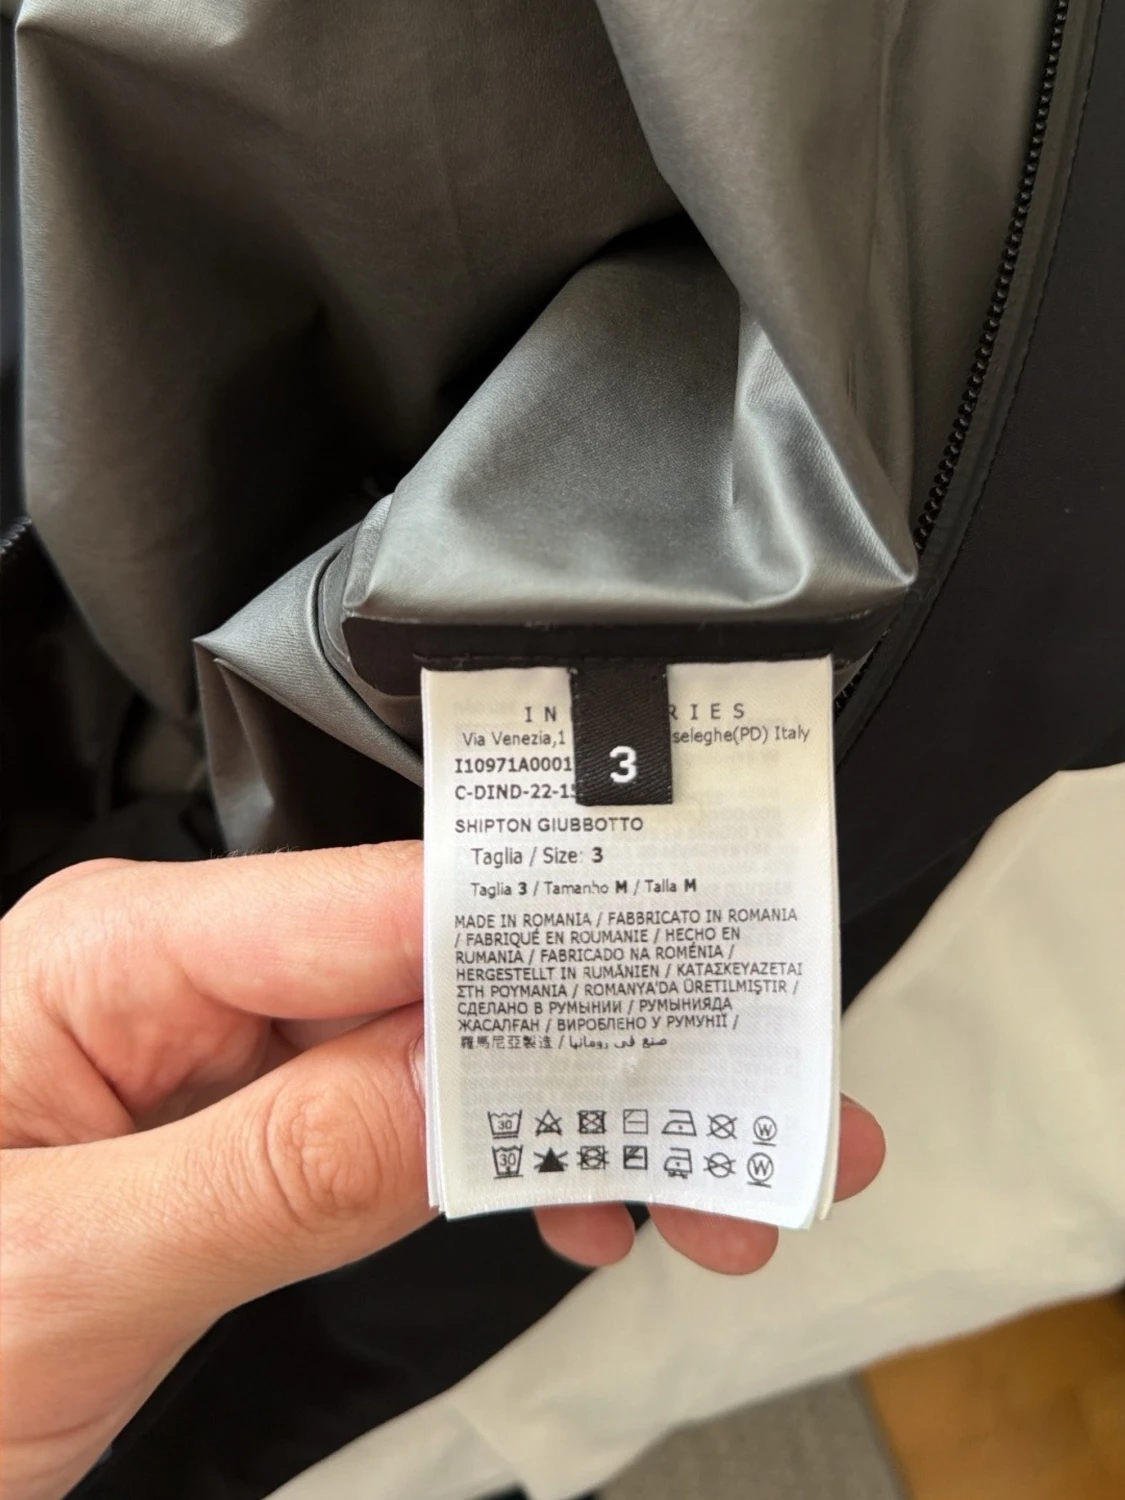 IN RIES
Via Venezia,1 seleghe(PD) Italy
I10971A0001
C-DIND-22-15
3
SHIPTON GIUBBOTTO
Taglia / Size: 3
Taglia 3 / Tamanho M / Talla M
MADE IN ROMANIA / FABBRICATO IN ROMANIA
/ FABRIQUÉ EN ROUMANIE / HECHO EN
RUMANIA / FABRICADO NA ROMÉNIA /
HERGESTELLT IN RUMÄNIEN / ΚΑΤΑΣΚΕΥΑΖΕΤΑΙ
ΣΤΗ ΡΟΥΜΑΝΙΑ / ROMANYA'DA ÜRETILMIŞTIR /
СДЕЛАНО В РУМЫНИИ / РУМЫНИЯДА
ЖАСАЛҒАН / ВИРОБЛЕНО У РУМУНІЇ /
羅馬尼亞製造 / صنع في رومانيا
30 W
30 W